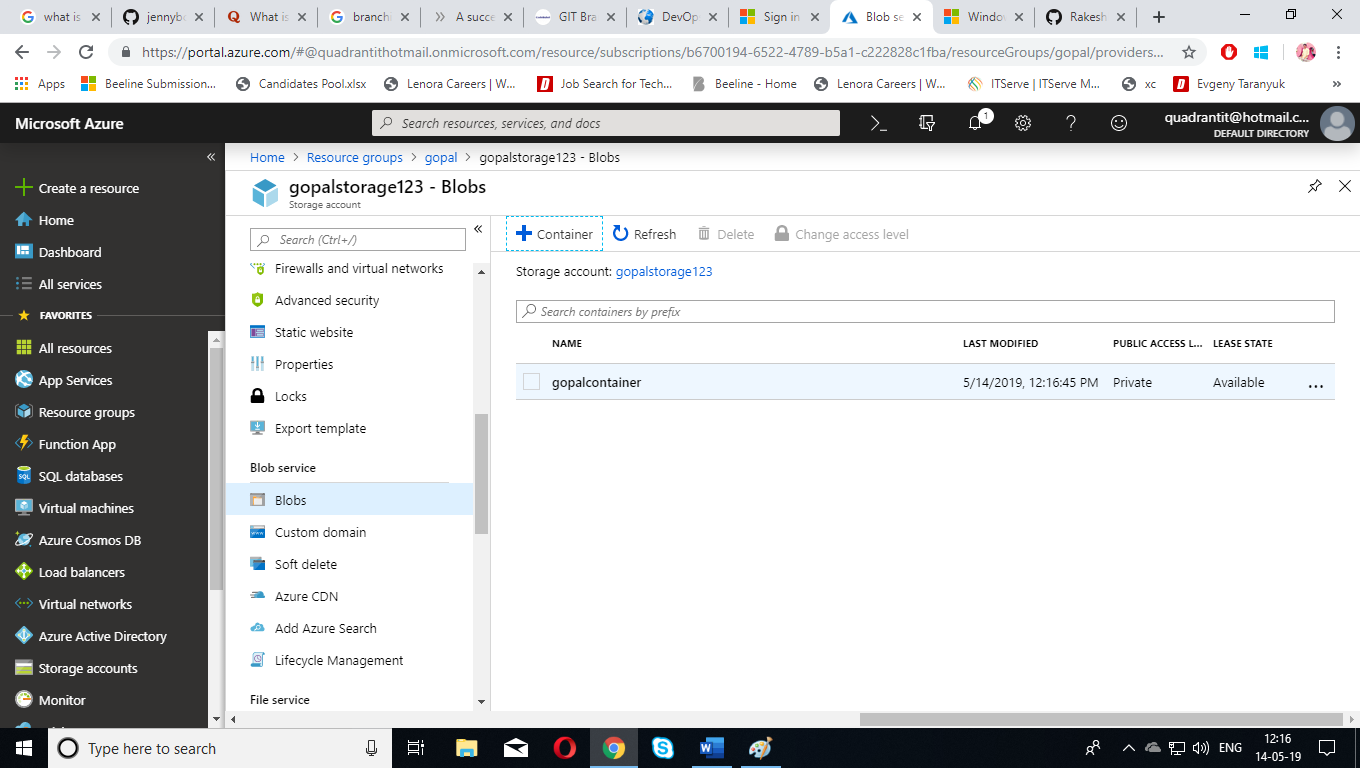 what is
jennyb
What is
branchi
A succe
GIT Bra
DevOp
Sign in
Blob se
Window
Rakesh
https://portal.azure.com/#@quadrantithotmail.onmicrosoft.com/resource/subscriptions/b6700194-6522-4789-b5a1-c222828c1fba/resourceGroups/gopal/providers...
Apps
Beeline Submission...
Candidates Pool.xlsx
Lenora Careers | W...
Job Search for Tech...
Beeline - Home
Lenora Careers | W...
ITServe | ITServe M...
xc
Evgeny Taranyuk
»
Microsoft Azure
Search resources, services, and docs
1
quadrantit@hotmail.c...
DEFAULT DIRECTORY
Home > Resource groups > gopal > gopalstorage123 - Blobs
gopalstorage123 - Blobs
Storage account
Create a resource
Home
Dashboard
All services
FAVORITES
All resources
App Services
Resource groups
Function App
SQL databases
Virtual machines
Azure Cosmos DB
Load balancers
Virtual networks
Azure Active Directory
Storage accounts
Monitor
Search (Ctrl+/)
Firewalls and virtual networks
Advanced security
Static website
Properties
Locks
Export template
Blob service
Blobs
Custom domain
Soft delete
Azure CDN
Add Azure Search
Lifecycle Management
File service
Container
Refresh
Delete
Change access level
Storage account: gopalstorage123
Search containers by prefix
NAME LAST MODIFIED PUBLIC ACCESS L... LEASE STATE
gopalcontainer 5/14/2019, 12:16:45 PM Private Available ...
Type here to search
ENG
12:16
14-05-19